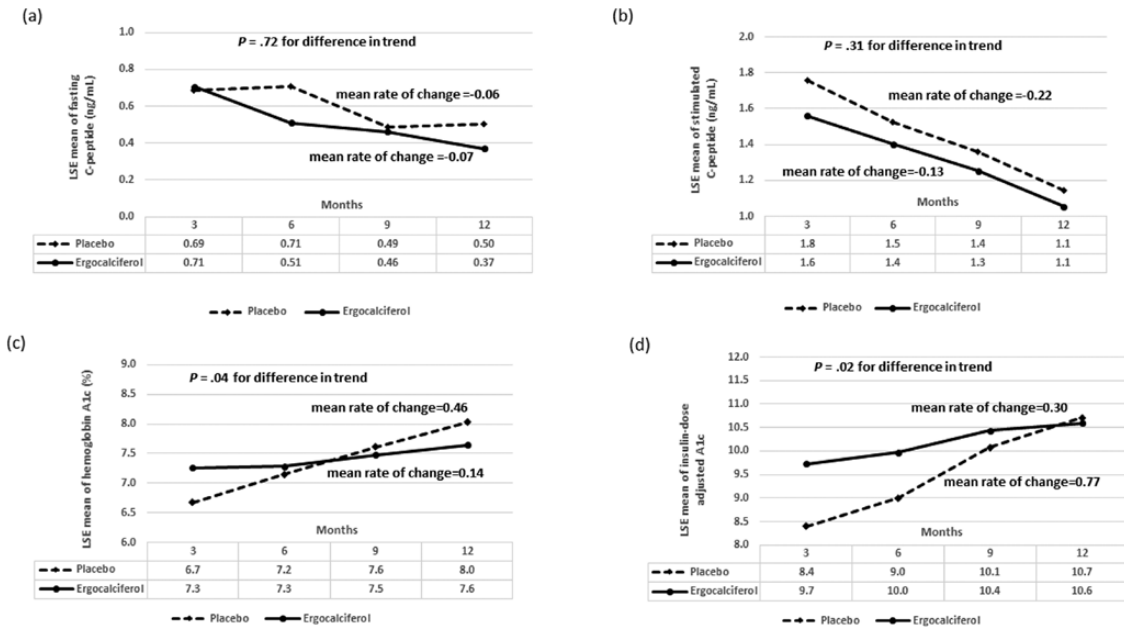 (a)
LSE mean of fasting
C-peptide (ng/mL)
1.0
0.8
0.6
0.4
0.2
0.0
P = .72 for difference in trend
mean rate of change =-0.06
mean rate of change =-0.07
Months
3 6 9 12
Placebo 0.69 0.71 0.49 0.50
Ergocalciferol 0.71 0.51 0.46 0.37
Placebo Ergocalciferol
(b)
LSE mean of stimulated
C-peptide (ng/mL)
2.0
1.8
1.6
1.4
1.2
1.0
P = .31 for difference in trend
mean rate of change=-0.22
mean rate of change=-0.13
Months
3 6 9 12
Placebo 1.8 1.5 1.4 1.1
Ergocalciferol 1.6 1.4 1.3 1.1
Placebo Ergocalciferol
(c)
LSE mean of hemoglobin A1c (%)
9.0
8.5
8.0
7.5
7.0
6.5
6.0
P = .04 for difference in trend
mean rate of change=0.46
mean rate of change=0.14
Months
3 6 9 12
Placebo 6.7 7.2 7.6 8.0
Ergocalciferol 7.3 7.3 7.5 7.6
Placebo Ergocalciferol
(d)
LSE mean of insulin-dose
adjusted A1c
12.0
11.5
11.0
10.5
10.0
9.5
9.0
8.5
8.0
P = .02 for difference in trend
mean rate of change=0.30
mean rate of change=0.77
Months
3 6 9 12
Placebo 8.4 9.0 10.1 10.7
Ergocalciferol 9.7 10.0 10.4 10.6
Placebo Ergocalciferol